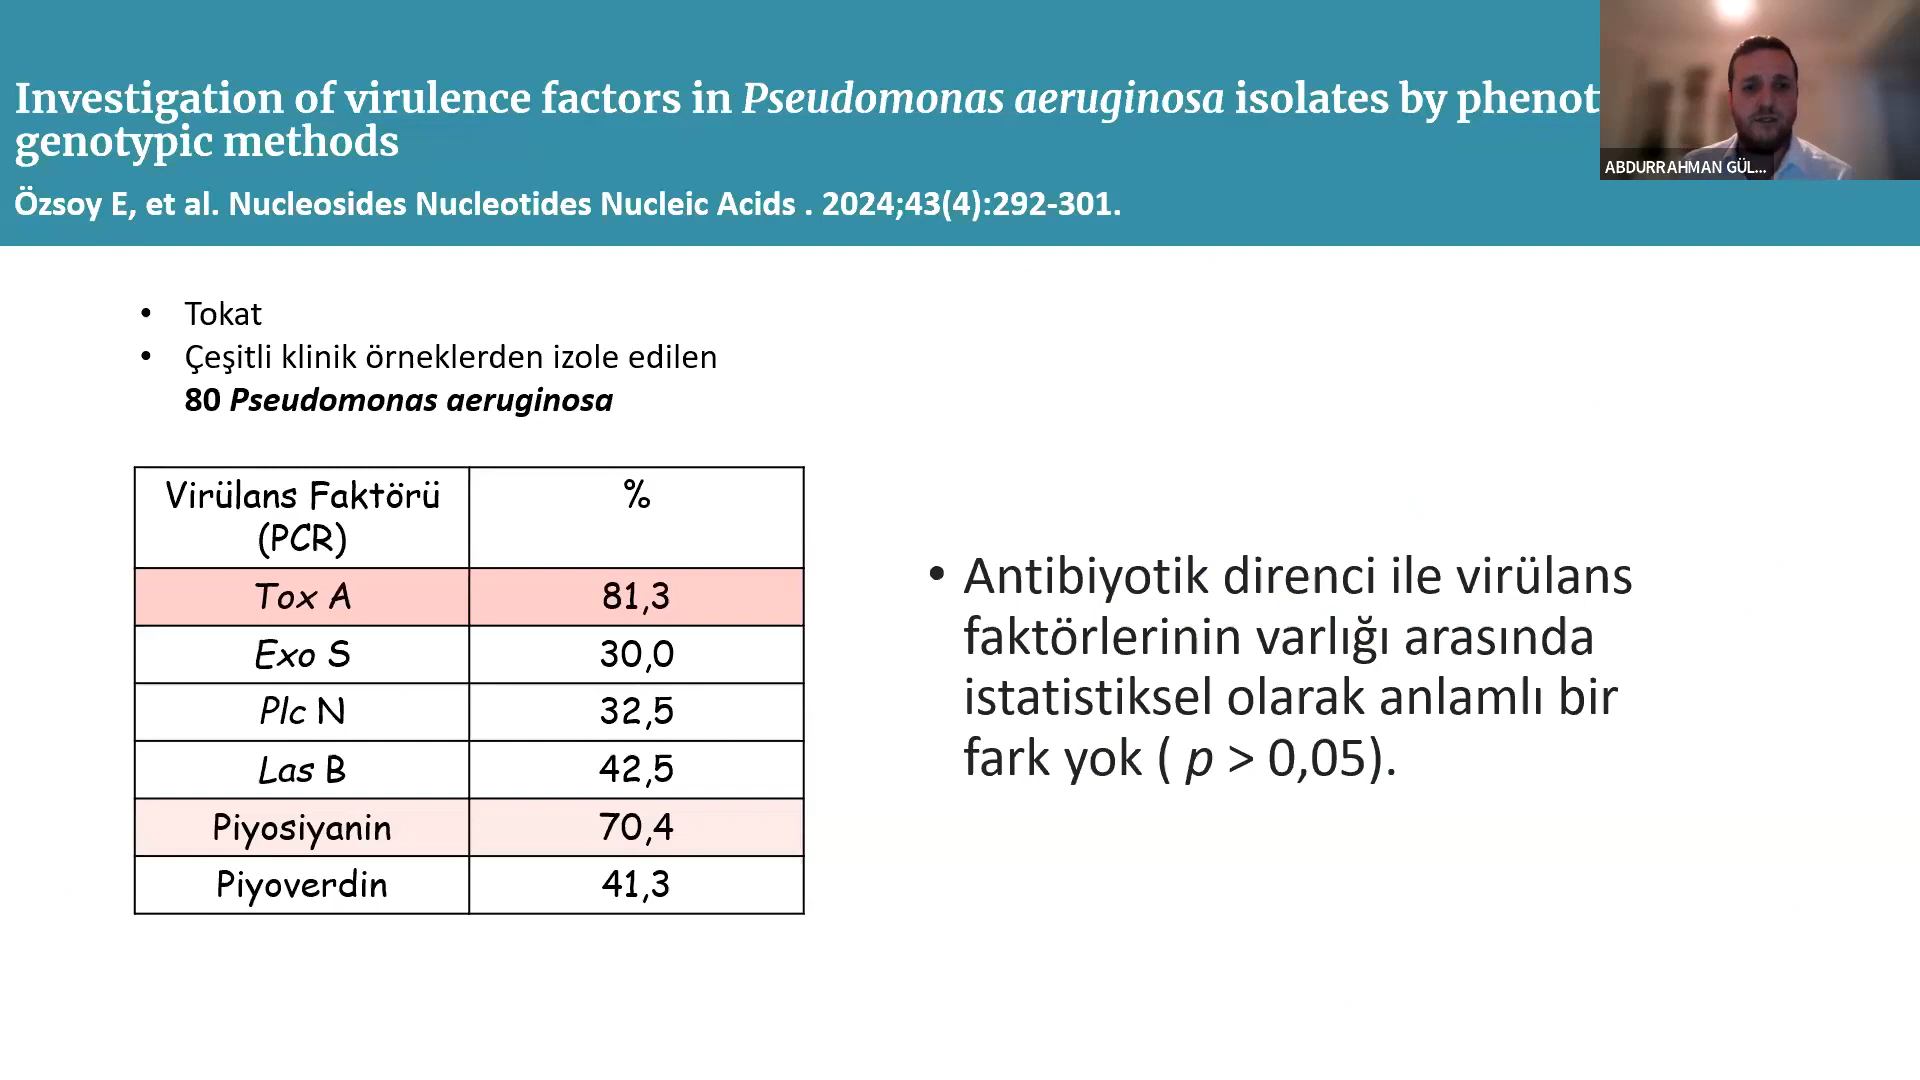 Investigation of virulence factors in Pseudomonas aeruginosa isolates by phenot
genotypic methods
Özsoy E, et al. Nucleosides Nucleotides Nucleic Acids . 2024;43(4):292-301.
ABDURRAHMAN GÜL...
• Tokat
• Çeşitli klinik örneklerden izole edilen
80 Pseudomonas aeruginosa
Virülans Faktörü
(PCR)
%
Tox A 81,3
Exo S 30,0
Plc N 32,5
Las B 42,5
Piyosiyanin 70,4
Piyoverdin 41,3
• Antibiyotik direnci ile virülans
faktörlerinin varlığı arasında
istatistiksel olarak anlamlı bir
fark yok ( p > 0,05).